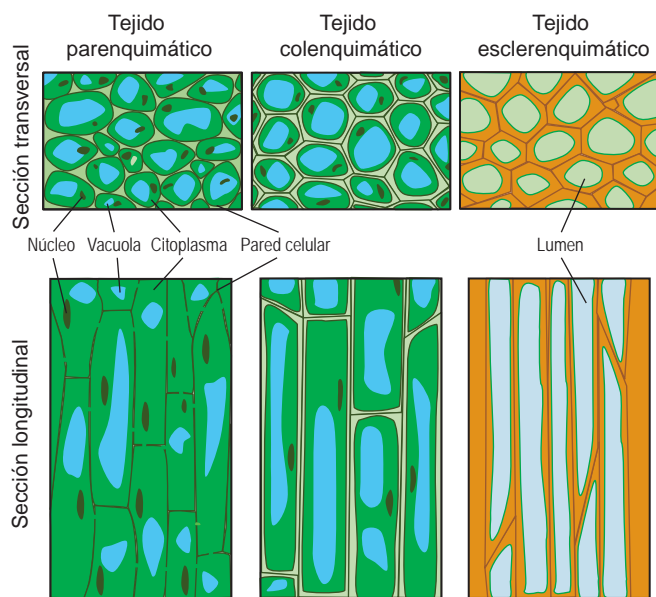 Tejido
parenquimático
Tejido
colenquimático
Tejido
esclerenquimático
Sección transversal
Núcleo Vacuola Citoplasma Pared celular Lumen
Sección longitudinal